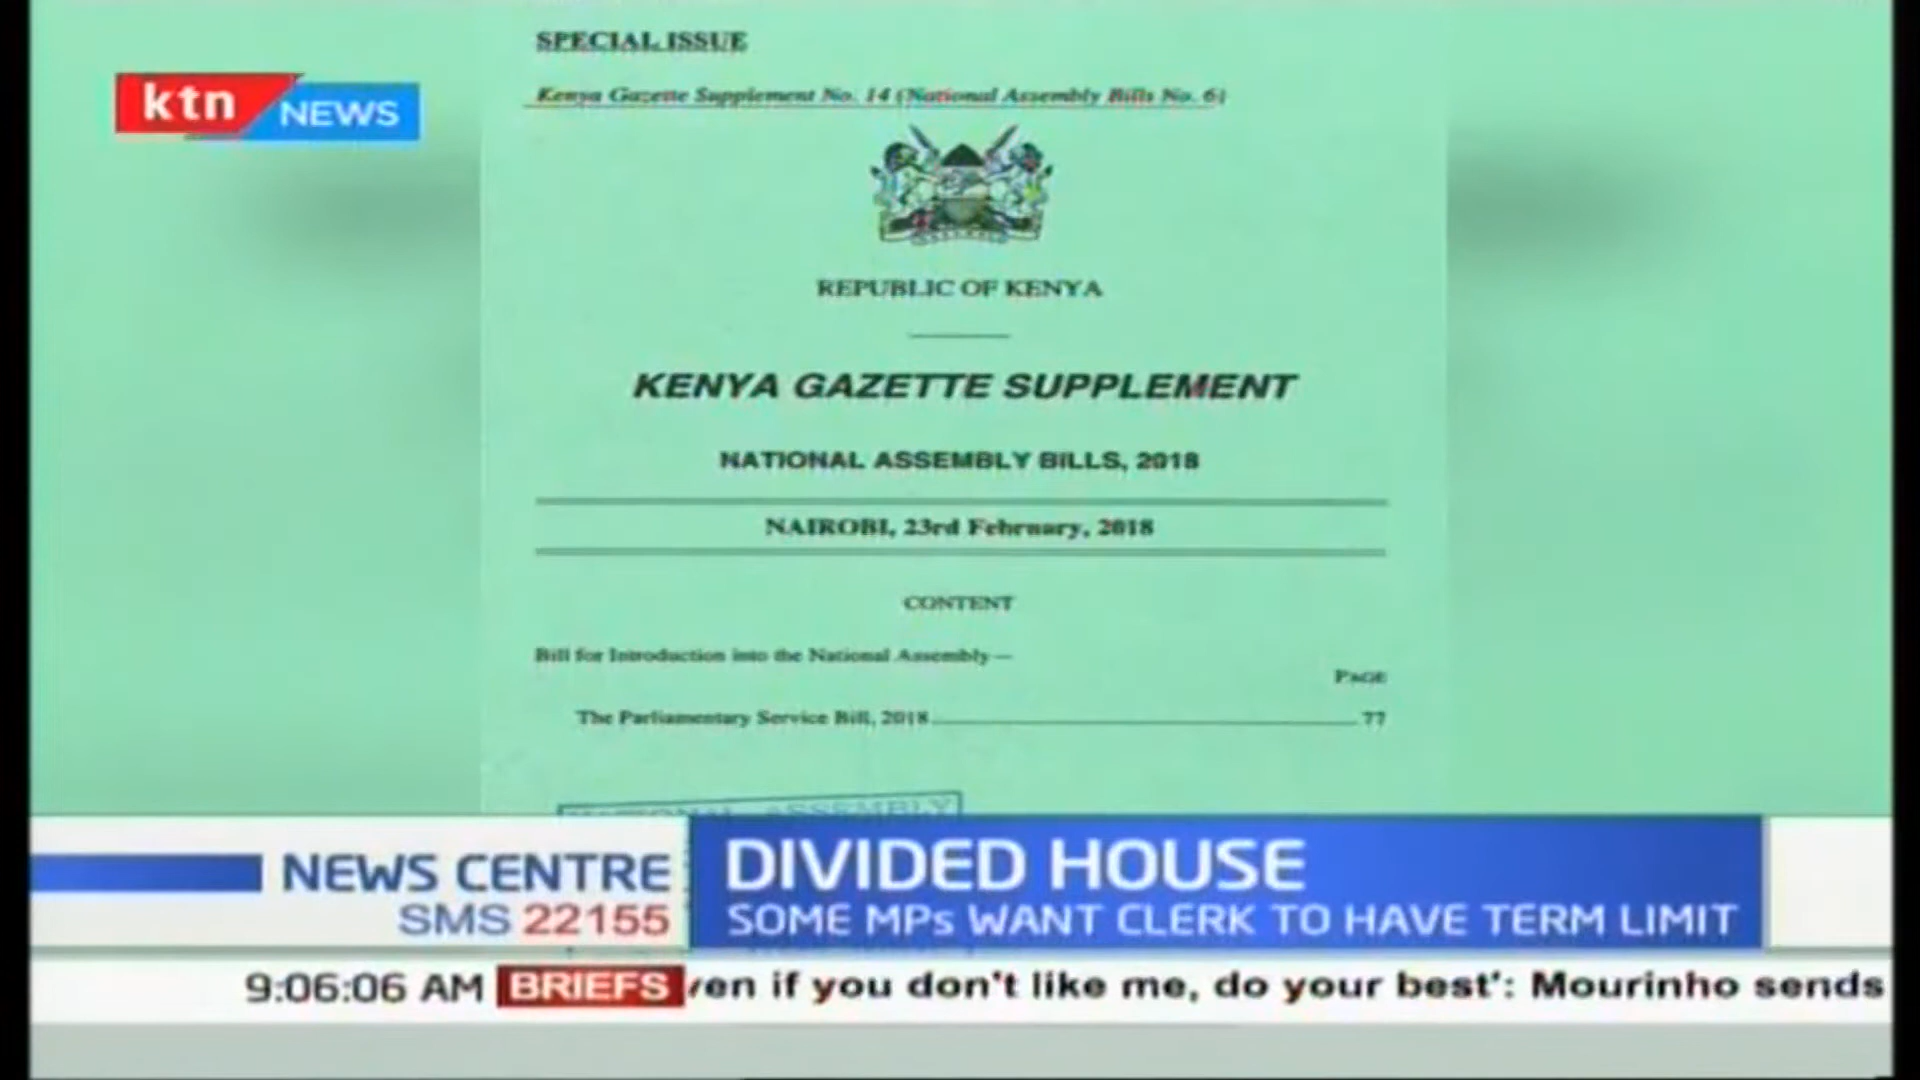 SPECIAL ISSUE
Kenya Gazette Supplement No. 14 (National Assembly Bills No. 6)
ktn NEWS
REPUBLIC OF KENYA
KENYA GAZETTE SUPPLEMENT
NATIONAL ASSEMBLY BILLS, 2018
NAIROBI, 23rd February, 2018
CONTENT
Bill for Introduction into the National Assembly—
PAGE
The Parliamentary Service Bill, 2018 77
NATIONAL ASSEMBLY
NEWS CENTRE
SMS 22155
DIVIDED HOUSE
SOME MPs WANT CLERK TO HAVE TERM LIMIT
9:06:06 AM BRIEFS ven if you don't like me, do your best': Mourinho sends